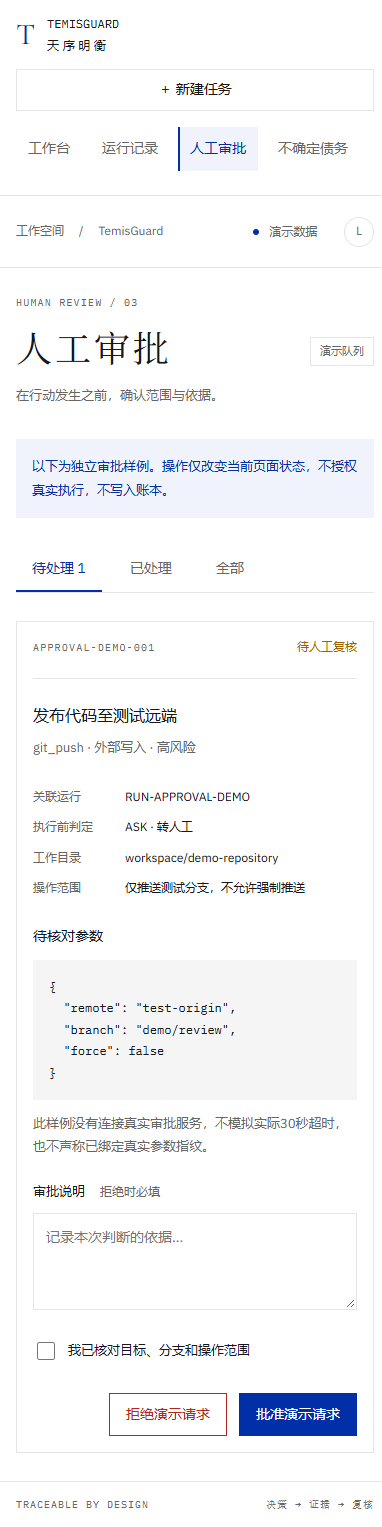 T
TEMISGUARD
天序明衡
+ 新建任务
工作台 运行记录 人工审批 不确定债务
工作空间 / TemisGuard 演示数据 L
HUMAN REVIEW / 03
人工审批
演示队列
在行动发生之前，确认范围与依据。
以下为独立审批样例。操作仅改变当前页面状态，不授权
真实执行，不写入账本。
待处理 1 已处理 全部
APPROVAL-DEMO-001 待人工复核
发布代码至测试远端
git_push · 外部写入 · 高风险
关联运行 RUN-APPROVAL-DEMO
执行前判定 ASK · 转人工
工作目录 workspace/demo-repository
操作范围 仅推送测试分支，不允许强制推送
待核对参数
{
"remote": "test-origin",
"branch": "demo/review",
"force": false
}
此样例没有连接真实审批服务，不模拟实际30秒超时，
也不声称已绑定真实参数指纹。
审批说明 拒绝时必填
记录本次判断的依据...
我已核对目标、分支和操作范围
拒绝演示请求 批准演示请求
TRACEABLE BY DESIGN 决策 → 证据 → 复核